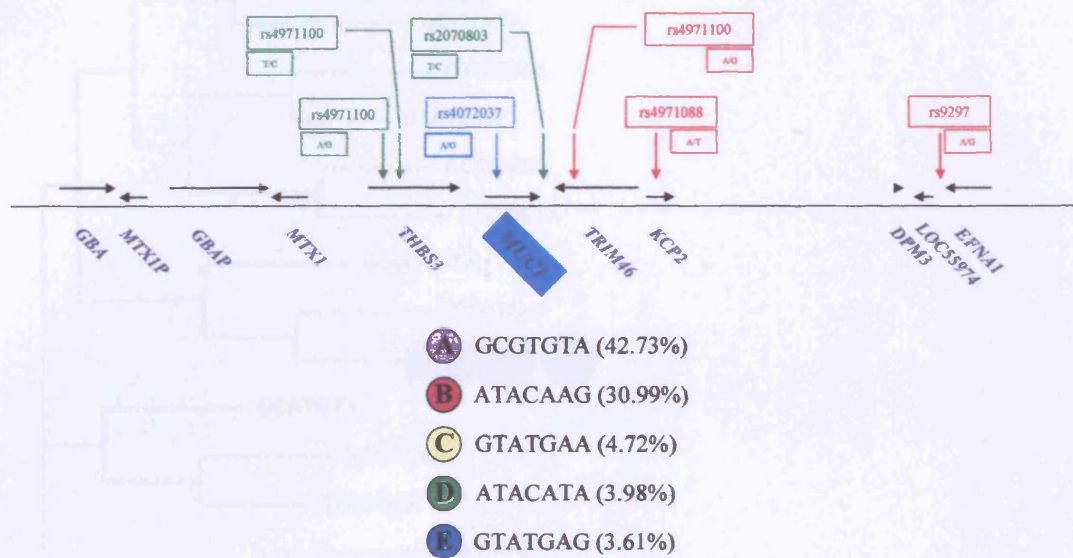 rs4971100
rs2070803
rs4971100
T/C
T/C
A/G
rs4971100
rs4072037
rs4971088
rs9297
A/G
A/G
A/T
A/G
GBA
MTX1P
GBAP
MTX1
THBS3
MUC1
TRIM46
KCP2
DPM3
LOC55974
EFNA1
A GCGTGTA (42.73%)
B ATACAAG (30.99%)
C GTATGAA (4.72%)
D ATACATA (3.98%)
E GTATGAG (3.61%)